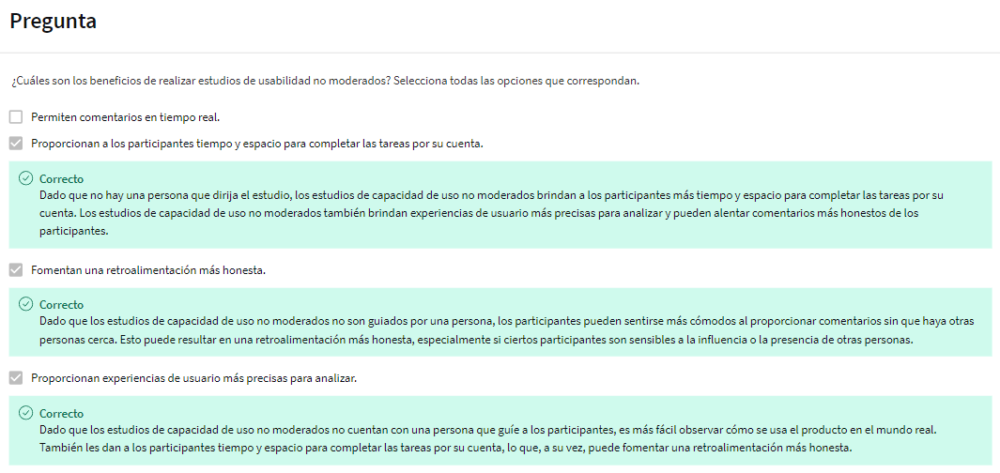 Pregunta
¿Cuáles son los beneficios de realizar estudios de usabilidad no moderados? Selecciona todas las opciones que correspondan.
Permiten comentarios en tiempo real.
Proporcionan a los participantes tiempo y espacio para completar las tareas por su cuenta.
Correcto
Dado que no hay una persona que dirija el estudio, los estudios de capacidad de uso no moderados brindan a los participantes más tiempo y espacio para completar las tareas por su
cuenta. Los estudios de capacidad de uso no moderados también brindan experiencias de usuario más precisas para analizar y pueden alentar comentarios más honestos de los
participantes.
Fomentan una retroalimentación más honesta.
Correcto
Dado que los estudios de capacidad de uso no moderados no son guiados por una persona, los participantes pueden sentirse más cómodos al proporcionar comentarios sin que haya otras
personas cerca. Esto puede resultar en una retroalimentación más honesta, especialmente si ciertos participantes son sensibles a la influencia o la presencia de otras personas.
Proporcionan experiencias de usuario más precisas para analizar.
Correcto
Dado que los estudios de capacidad de uso no moderados no cuentan con una persona que guíe a los participantes, es más fácil observar cómo se usa el producto en el mundo real.
También les dan a los participantes tiempo y espacio para completar las tareas por su cuenta, lo que, a su vez, puede fomentar una retroalimentación más honesta.